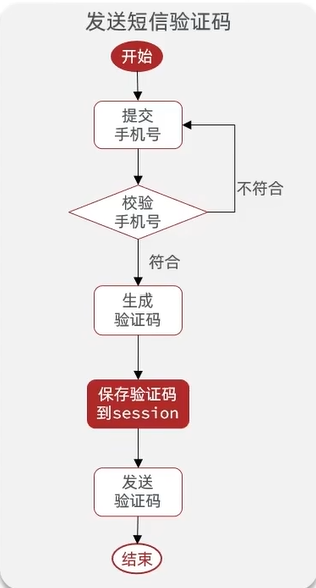 发送短信验证码
开始
提交
手机号
不符合
校验
手机号
符合
生成
验证码
保存验证码
到session
发送
验证码
结束